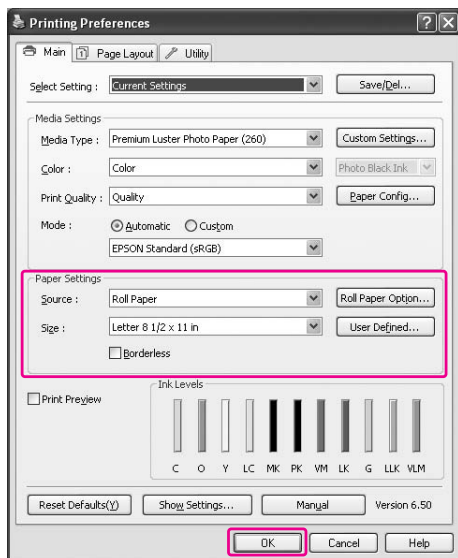 Printing Preferences
Main Page Layout Utility
Select Setting : Current Settings Save/Del...
Media Settings
Media Type : Premium Luster Photo Paper (260) Custom Settings...
Color : Color Photo Black Ink
Print Quality : Quality Paper Config...
Mode : Automatic Custom
EPSON Standard (sRGB)
Paper Settings
Source : Roll Paper Roll Paper Option...
Size : Letter 8 1/2 x 11 in User Defined...
Borderless
Print Preview Ink Levels
C O Y LC MK PK VM LK G LLK VLM
Reset Defaults(Y) Show Settings... Manual Version 6.50
OK Cancel Help